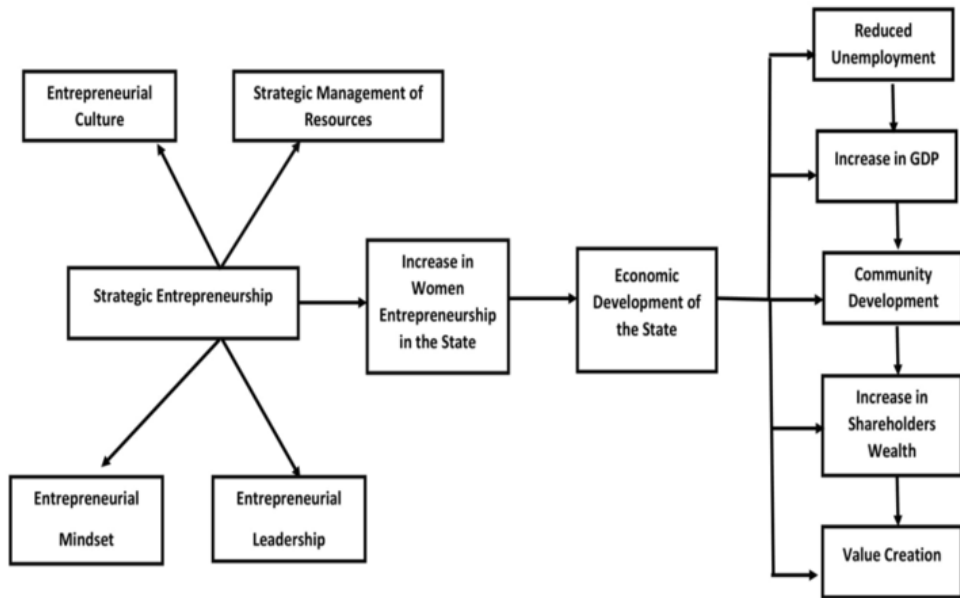 Entrepreneurial
Culture
Strategic Management of
Resources
Strategic Entrepreneurship
Entrepreneurial
Mindset
Entrepreneurial
Leadership
Increase in
Women
Entrepreneurship
in the State
Economic
Development of
the State
Reduced
Unemployment
Increase in GDP
Community
Development
Increase in
Shareholders
Wealth
Value Creation